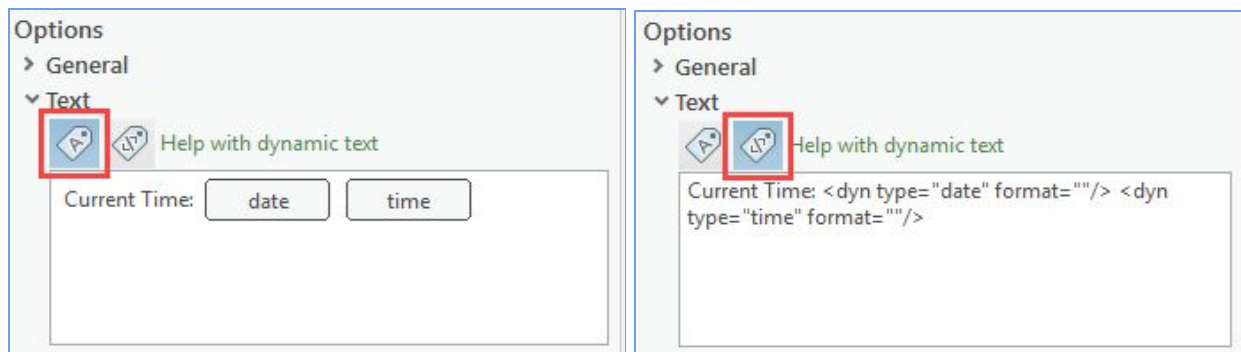 Options
General
Text
Help with dynamic text
Current Time: date time
Options
General
Text
Help with dynamic text
Current Time: <dyn type="date" format=""/> <dyn
type="time" format=""/>